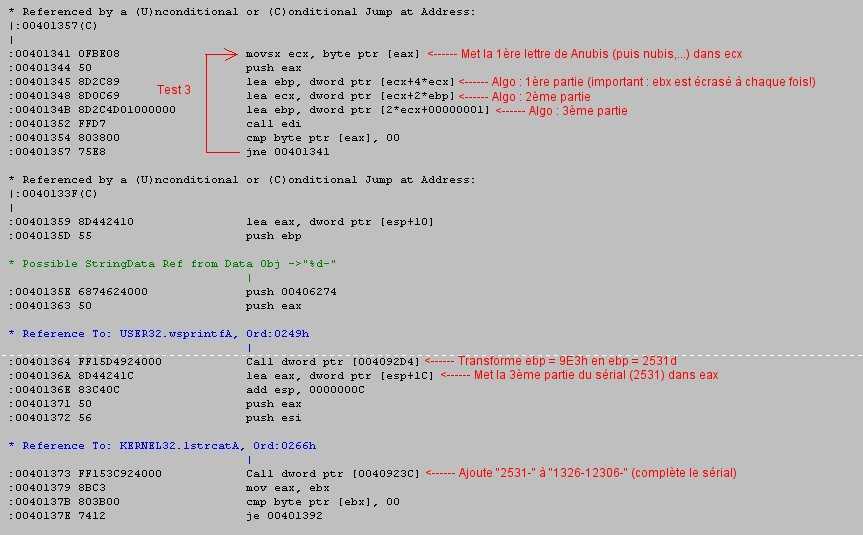 * Referenced by a (U)nconditional or (C)onditional Jump at Address:
|:00401357(C)
|
:00401341 0FBE08 movsx ecx, byte ptr [eax] <------ Met la 1ère lettre de Anubis (puis nubis,...) dans ecx
:00401344 50 push eax
Test 3
:00401345 8D2C89 lea ebp, dword ptr [ecx+4*ecx] <------ Algo : 1ère partie (important : ebx est écrasé à chaque fois!)
:00401348 8D0C69 lea ecx, dword ptr [ecx+2*ebp] <------ Algo : 2ème partie
:0040134B 8D2C4D01000000 lea ebp, dword ptr [2*ecx+00000001] <------ Algo : 3ème partie
:00401352 FFD7 call edi
:00401354 803800 cmp byte ptr [eax], 00
:00401357 75E8 jne 00401341
* Referenced by a (U)nconditional or (C)onditional Jump at Address:
|:0040133F(C)
|
:00401359 8D442410 lea eax, dword ptr [esp+10]
:0040135D 55 push ebp
* Possible StringData Ref from Data Obj ->"%d-"
|
:0040135E 6874624000 push 00406274
:00401363 50 push eax
* Reference To: USER32.wsprintfA, Ord:0249h
|
:00401364 FF15D4924000 Call dword ptr [004092D4] <------ Transforme ebp = 9E3h en ebp = 2531d
:0040136A 8D44241C lea eax, dword ptr [esp+1C] <------ Met la 3ème partie du sérial (2531) dans eax
:0040136E 83C40C add esp, 0000000C
:00401371 50 push eax
:00401372 56 push esi
* Reference To: KERNEL32.lstrcatA, Ord:0266h
|
:00401373 FF153C924000 Call dword ptr [0040923C] <------ Ajoute "2531-" à "1326-12306-" (complète le sérial)
:00401379 8BC3 mov eax, ebx
:0040137B 803B00 cmp byte ptr [ebx], 00
:0040137E 7412 je 00401392